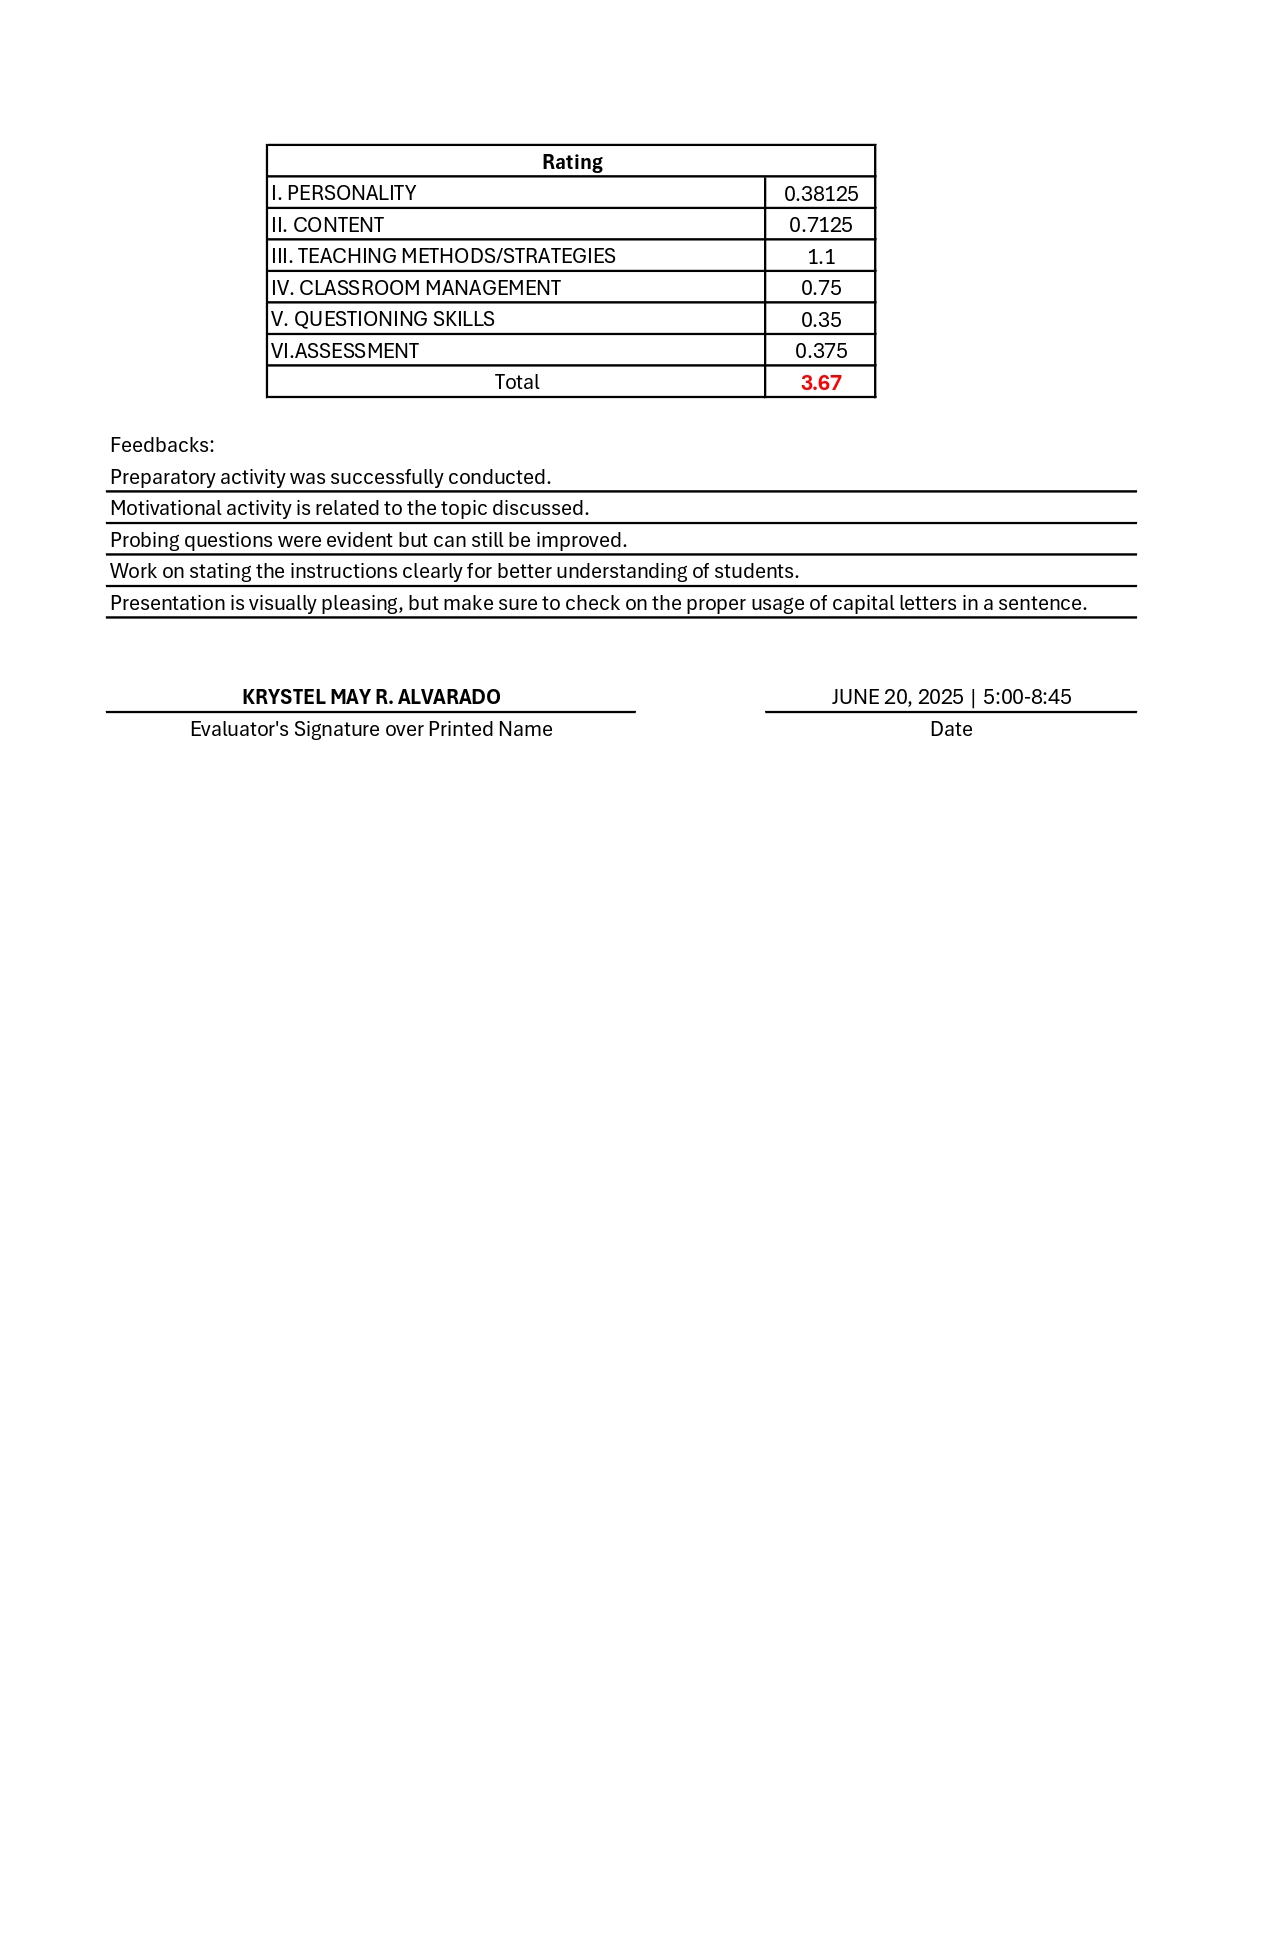 Rating
I. PERSONALITY 0.38125
II. CONTENT 0.7125
III. TEACHING METHODS/STRATEGIES 1.1
IV. CLASSROOM MANAGEMENT 0.75
V. QUESTIONING SKILLS 0.35
VI.ASSESSMENT 0.375
Total 3.67
Feedbacks:
Preparatory activity was successfully conducted.
Motivational activity is related to the topic discussed.
Probing questions were evident but can still be improved.
Work on stating the instructions clearly for better understanding of students.
Presentation is visually pleasing, but make sure to check on the proper usage of capital letters in a sentence.
KRYSTEL MAY R. ALVARADO JUNE 20, 2025 | 5:00-8:45
Evaluator's Signature over Printed Name Date